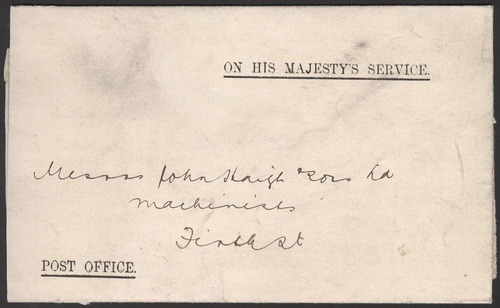 ON HIS MAJESTY'S SERVICE.
Messrs John Haigh & Sons Ld
Machinists
Firth St
POST OFFICE.